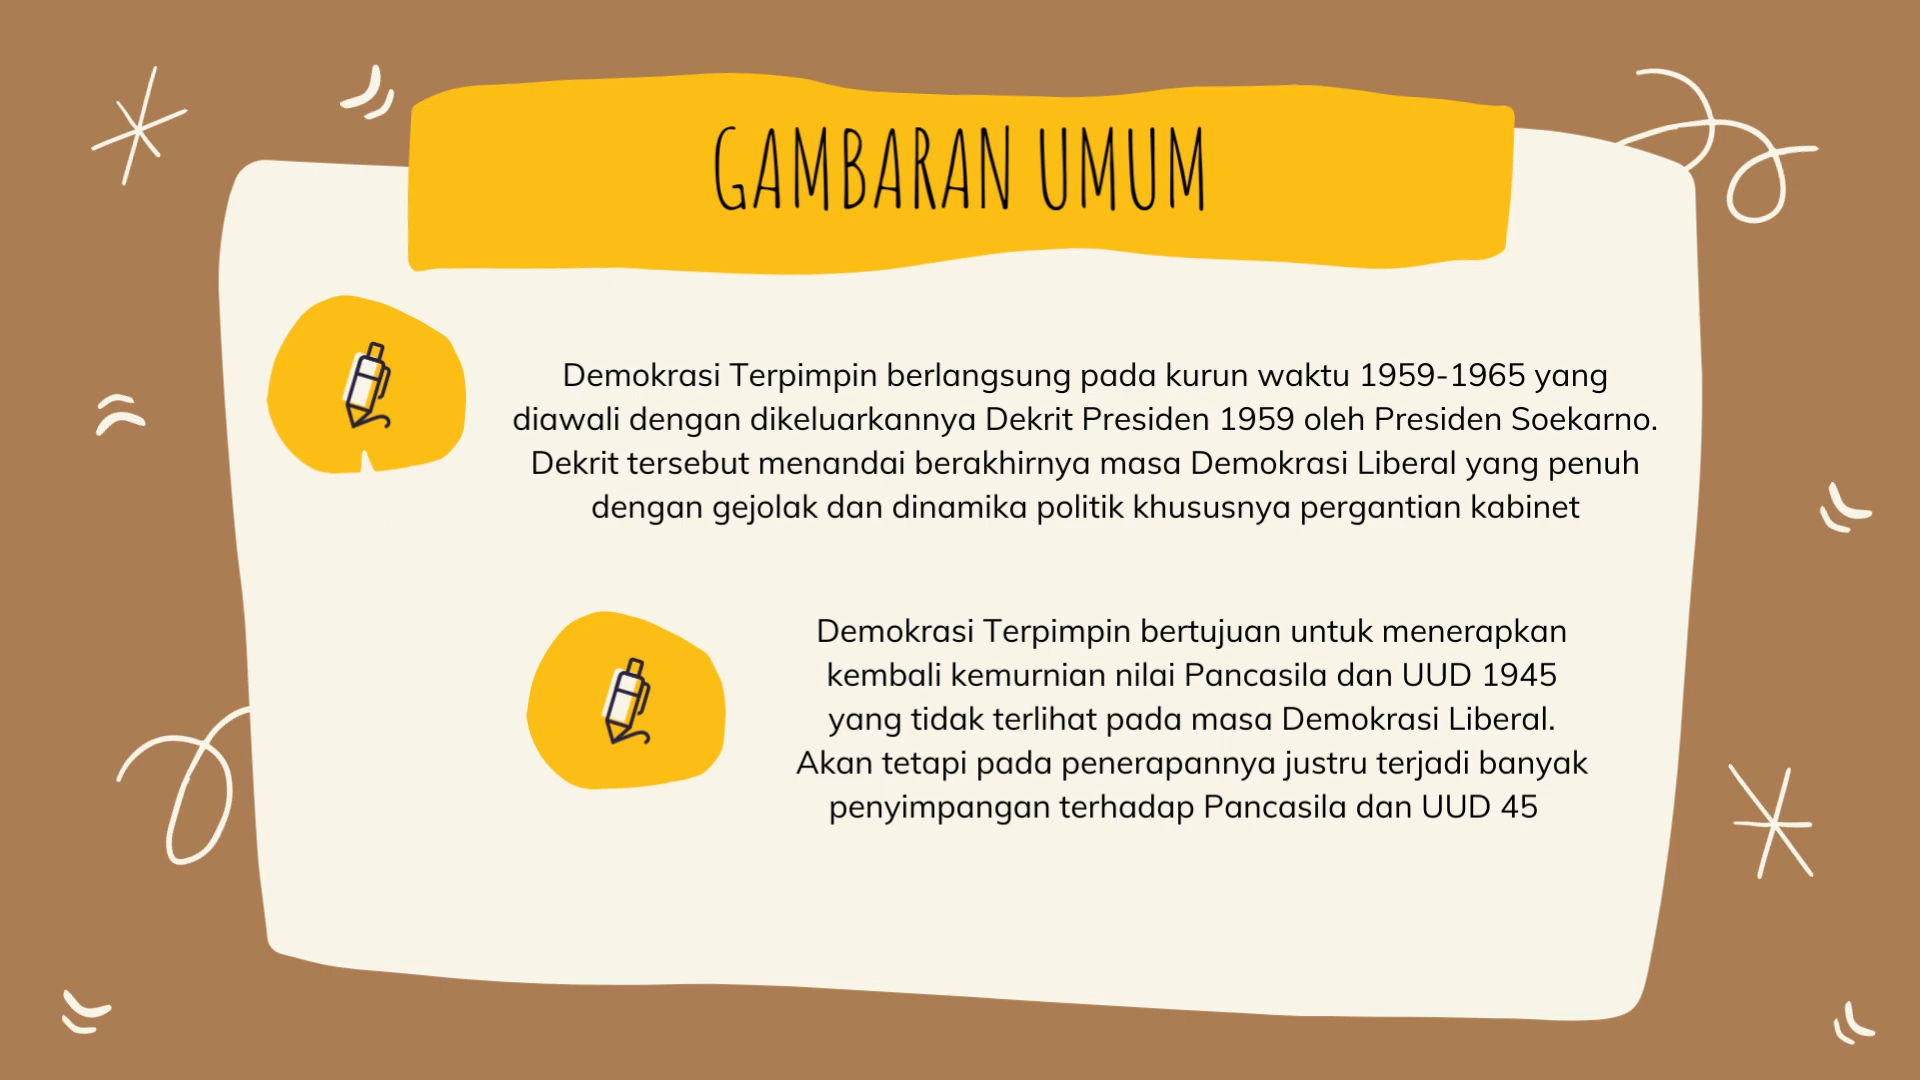 GAMBARAN UMUM
Demokrasi Terpimpin berlangsung pada kurun waktu 1959-1965 yang
diawali dengan dikeluarkannya Dekrit Presiden 1959 oleh Presiden Soekarno.
Dekrit tersebut menandai berakhirnya masa Demokrasi Liberal yang penuh
dengan gejolak dan dinamika politik khususnya pergantian kabinet
Demokrasi Terpimpin bertujuan untuk menerapkan
kembali kemurnian nilai Pancasila dan UUD 1945
yang tidak terlihat pada masa Demokrasi Liberal.
Akan tetapi pada penerapannya justru terjadi banyak
penyimpangan terhadap Pancasila dan UUD 45